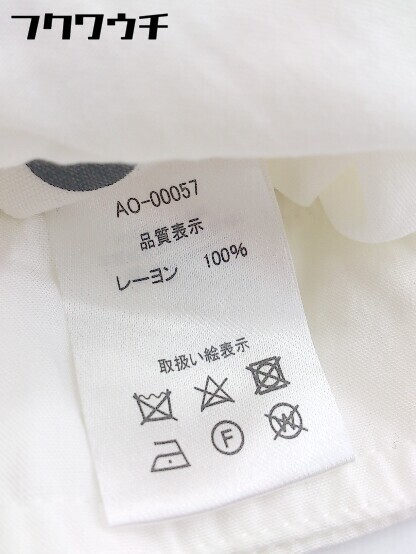 フクワウチ
AO-00057
品質表示
レーヨン 100%
取扱い絵表示
F
W